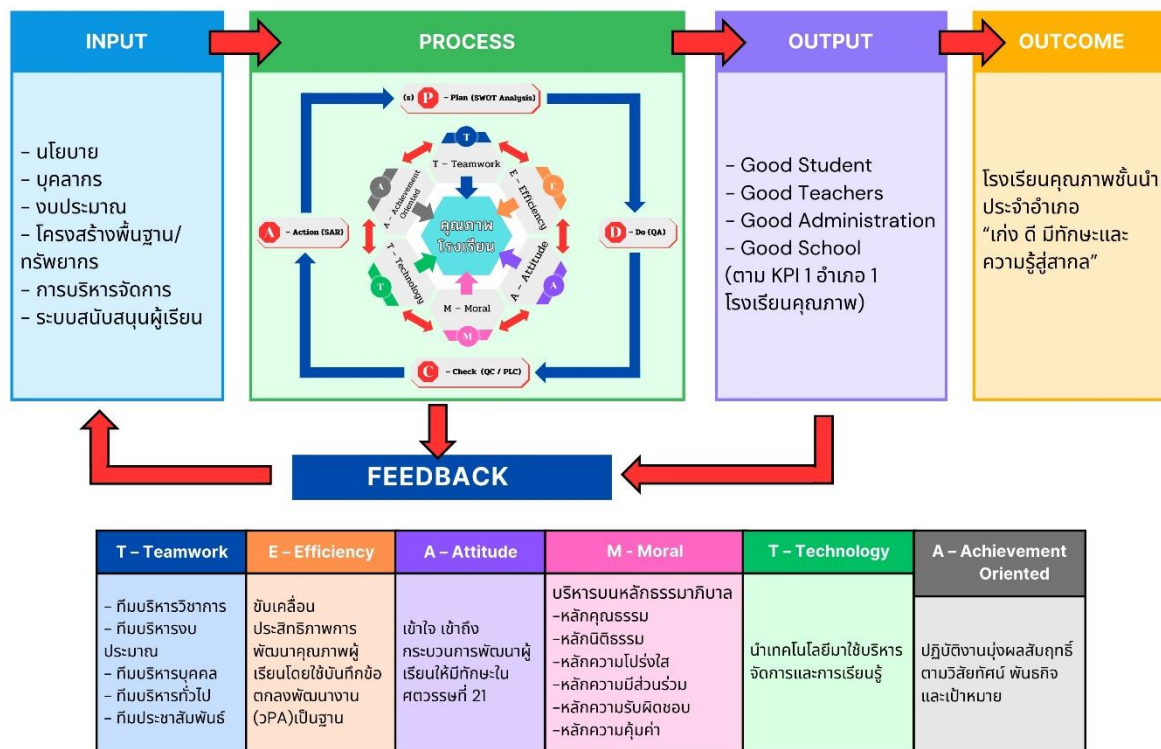 INPUT
PROCESS
OUTPUT
OUTCOME
– นโยบาย
– บุคลากร
– งบประมาณ
– โครงสร้างพื้นฐาน/
ทรัพยากร
– การบริหารจัดการ
– ระบบสนับสนุนผู้เรียน
(s) P – Plan (SWOT Analysis)
T
T – Teamwork
E
E – Efficiency
A
A – Attitude
M – Moral
M
T – Technology
T
A – Achievement
Oriented
A
คุณภาพ
โรงเรียน
D – Do (QA)
C – Check (QC / PLC)
A – Action (SAR)
– Good Student
– Good Teachers
– Good Administration
– Good School
(ตาม KPI 1 อำเภอ 1
โรงเรียนคุณภาพ)
โรงเรียนคุณภาพชั้นนำ
ประจำอำเภอ
“เก่ง ดี มีทักษะและ
ความรู้สู่สากล”
FEEDBACK
T – Teamwork
– ทีมบริหารวิชาการ
– ทีมบริหารงบ
ประมาณ
– ทีมบริหารบุคคล
– ทีมบริหารทั่วไป
– ทีมประชาสัมพันธ์
E – Efficiency
ขับเคลื่อน
ประสิทธิภาพการ
พัฒนาคุณภาพผู้
เรียนโดยใช้บันทึกข้อ
ตกลงพัฒนางาน
(วPA)เป็นฐาน
A – Attitude
เข้าใจ เข้าถึง
กระบวนการพัฒนาผู้
เรียนให้มีทักษะใน
ศตวรรษที่ 21
M - Moral
บริหารบนหลักธรรมาภิบาล
–หลักคุณธรรม
–หลักนิติธรรม
–หลักความโปร่งใส
–หลักความมีส่วนร่วม
–หลักความรับผิดชอบ
–หลักความคุ้มค่า
T – Technology
นำเทคโนโลยีมาใช้บริหาร
จัดการและการเรียนรู้
A – Achievement
Oriented
ปฏิบัติงานมุ่งผลสัมฤทธิ์
ตามวิสัยทัศน์ พันธกิจ
และเป้าหมาย